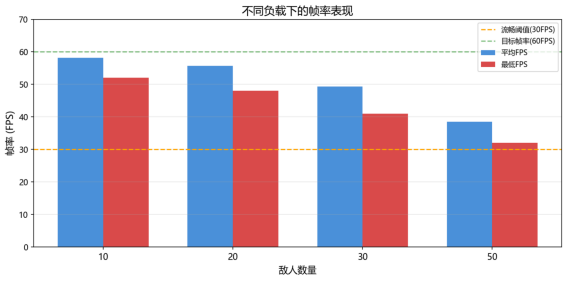 不同负载下的帧率表现
70
60
50
40
30
20
10
0
帧率 (FPS)
流畅阈值(30FPS)
目标帧率(60FPS)
平均FPS
最低FPS
10
20
30
50
敌人数量